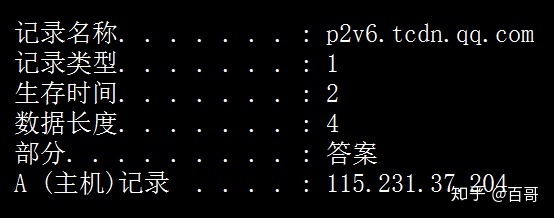 记录名称. . . . . . . : p2v6.tcdn.qq.com
记录类型. . . . . . . : 1
生存时间. . . . . . . : 2
数据长度. . . . . . . : 4
部分. . . . . . . . . : 答案
A (主机)记录 . . . . : 115.231.37.204
知乎 @百哥